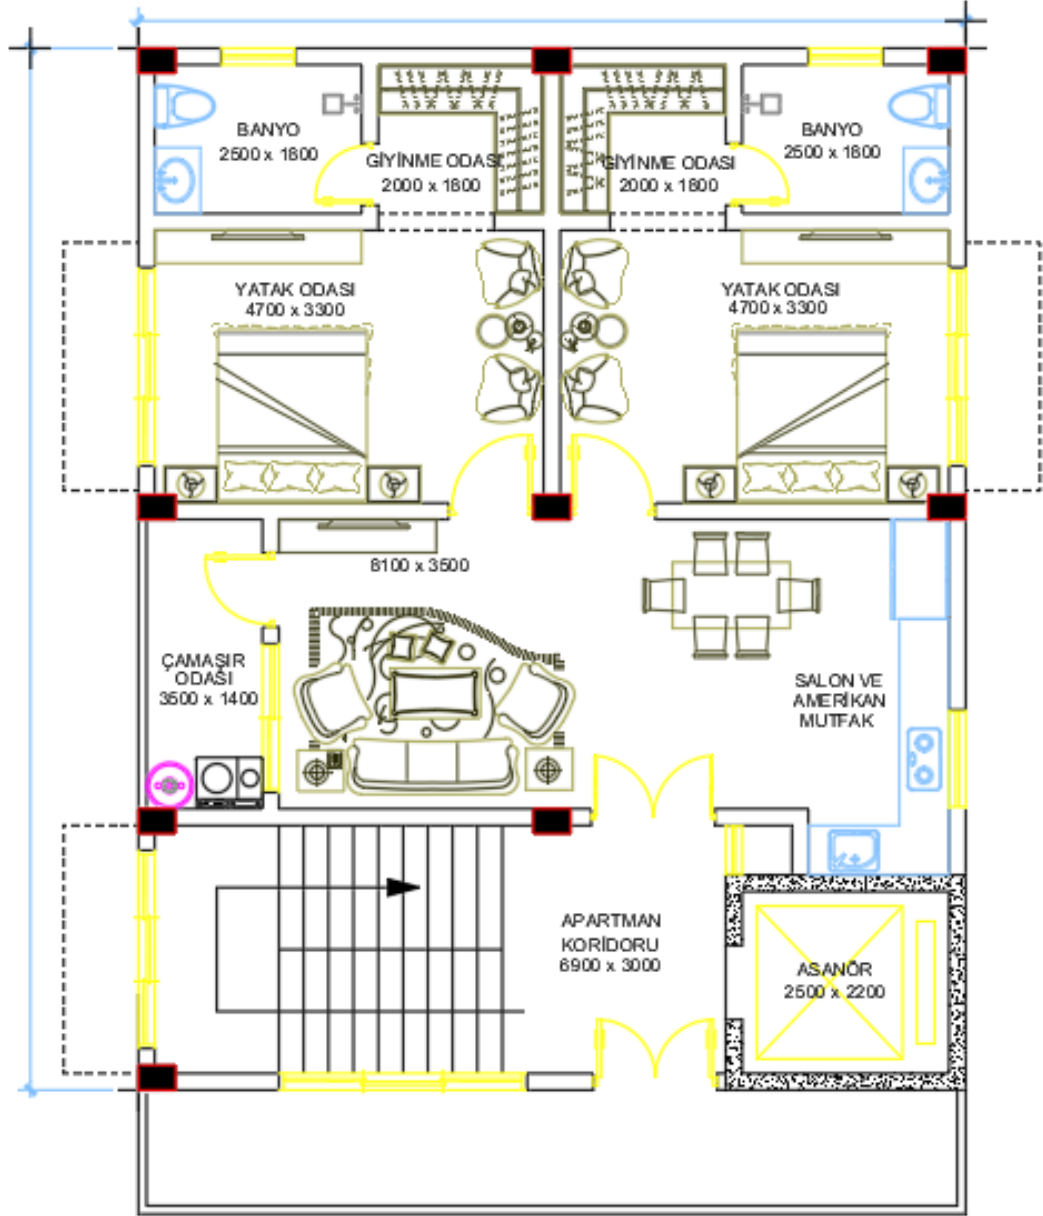 BANYO
2500 x 1800
GİYİNME ODASI
2000 x 1800
GİYİNME ODASI
2000 x 1800
BANYO
2500 x 1800
YATAK ODASI
4700 x 3300
YATAK ODASI
4700 x 3300
8100 x 3500
ÇAMAŞIR
ODASI
3500 x 1400
SALON VE
AMERİKAN
MUTFAK
APARTMAN
KORİDORU
6900 x 3000
ASANÖR
2500 x 2200